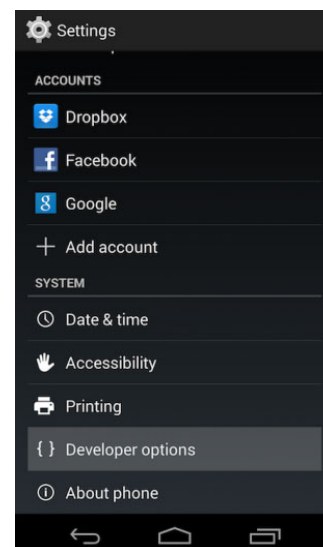 Settings
ACCOUNTS
Dropbox
Facebook
Google
Add account
SYSTEM
Date & time
Accessibility
Printing
{ } Developer options
About phone